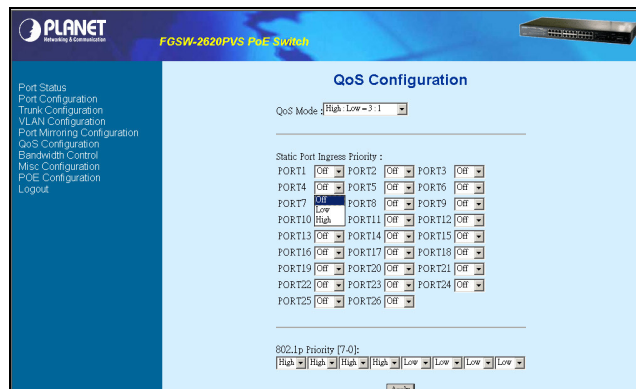 PLANET
Networking & Communication
FGSW-2620PVS PoE Switch
Port Status
Port Configuration
Trunk Configuration
VLAN Configuration
Port Mirroring Configuration
QoS Configuration
Bandwidth Control
Misc Configuration
POE Configuration
Logout
QoS Configuration
QoS Mode : High : Low = 3 : 1
Static Port Ingress Priority :
PORT1 Off PORT2 Off PORT3 Off
PORT4 Off PORT5 Off PORT6 Off
PORT7 Off PORT8 Off PORT9 Off
Low
PORT10 High PORT11 Off PORT12 Off
PORT13 Off PORT14 Off PORT15 Off
PORT16 Off PORT17 Off PORT18 Off
PORT19 Off PORT20 Off PORT21 Off
PORT22 Off PORT23 Off PORT24 Off
PORT25 Off PORT26 Off
802.1p Priority [7-0]:
High High High High Low Low Low Low